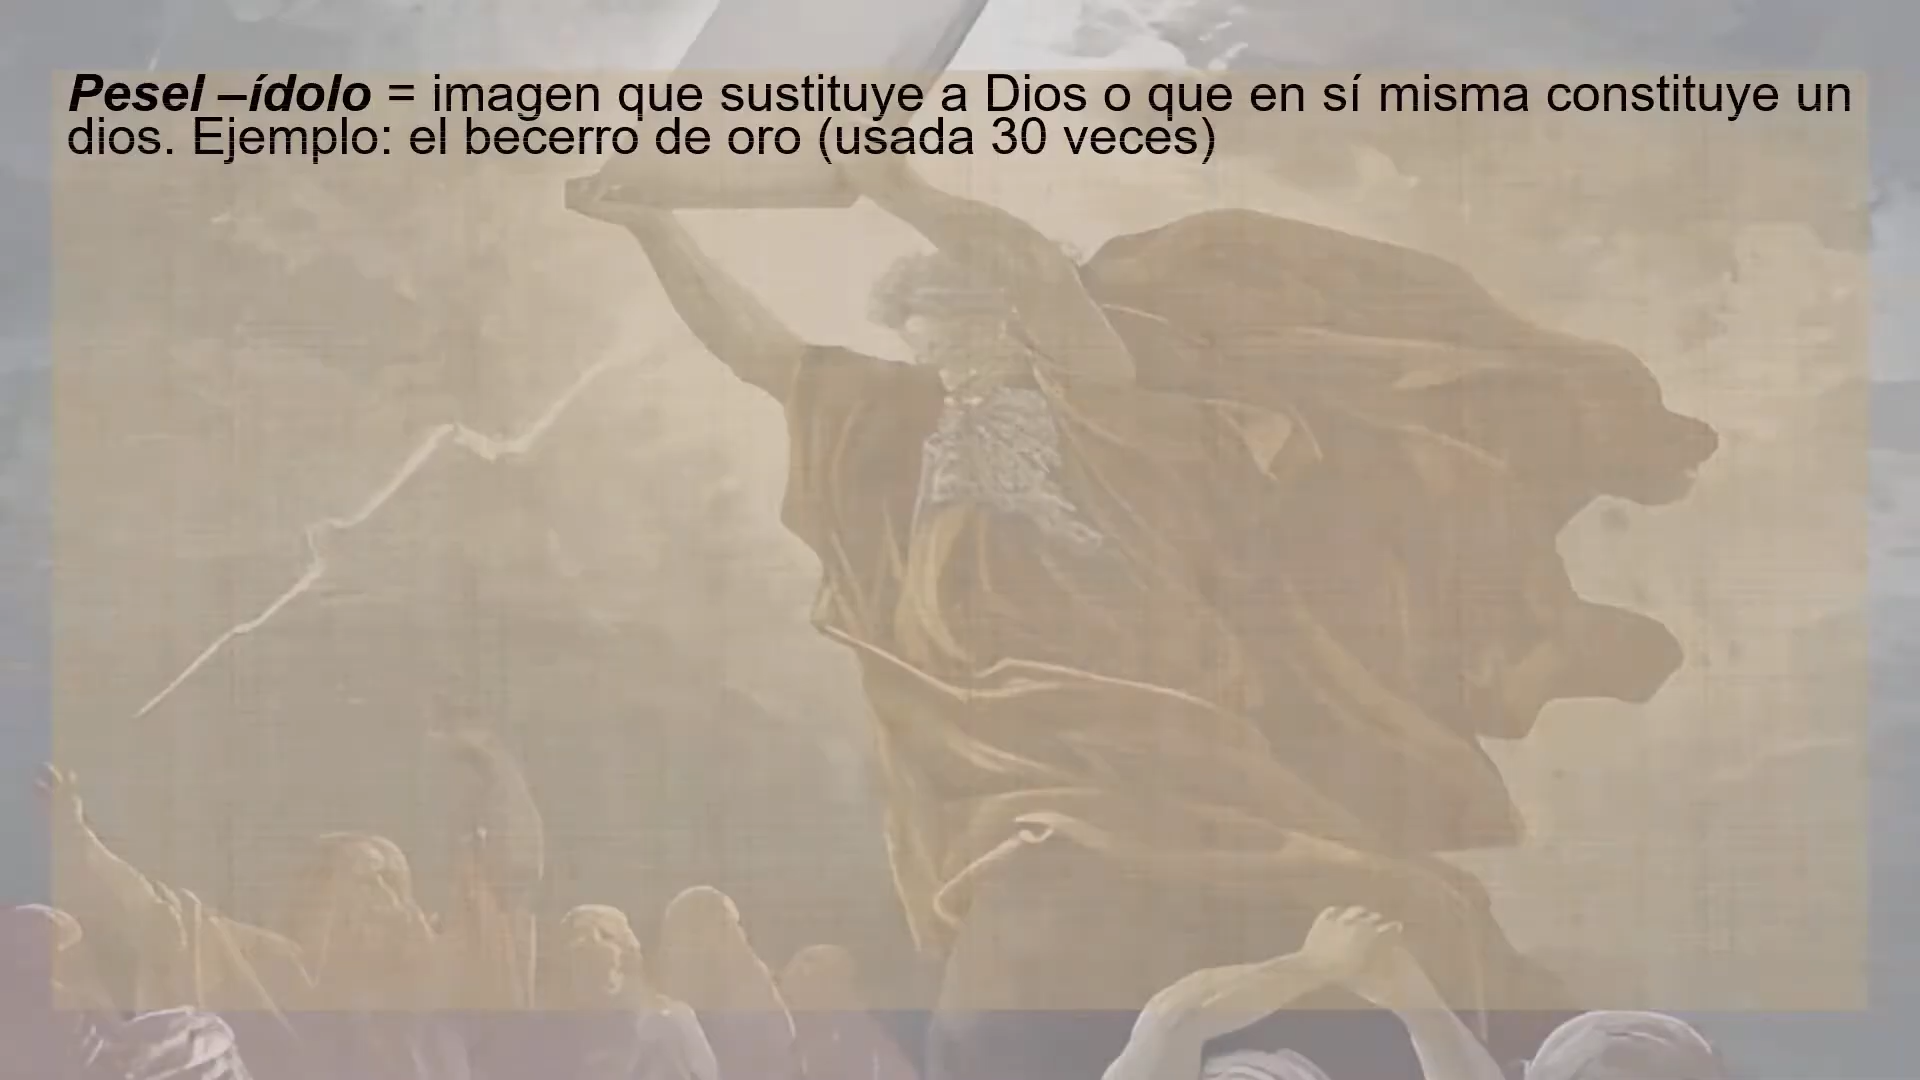 Pesel –ídolo = imagen que sustituye a Dios o que en sí misma constituye un
dios. Ejemplo: el becerro de oro (usada 30 veces)